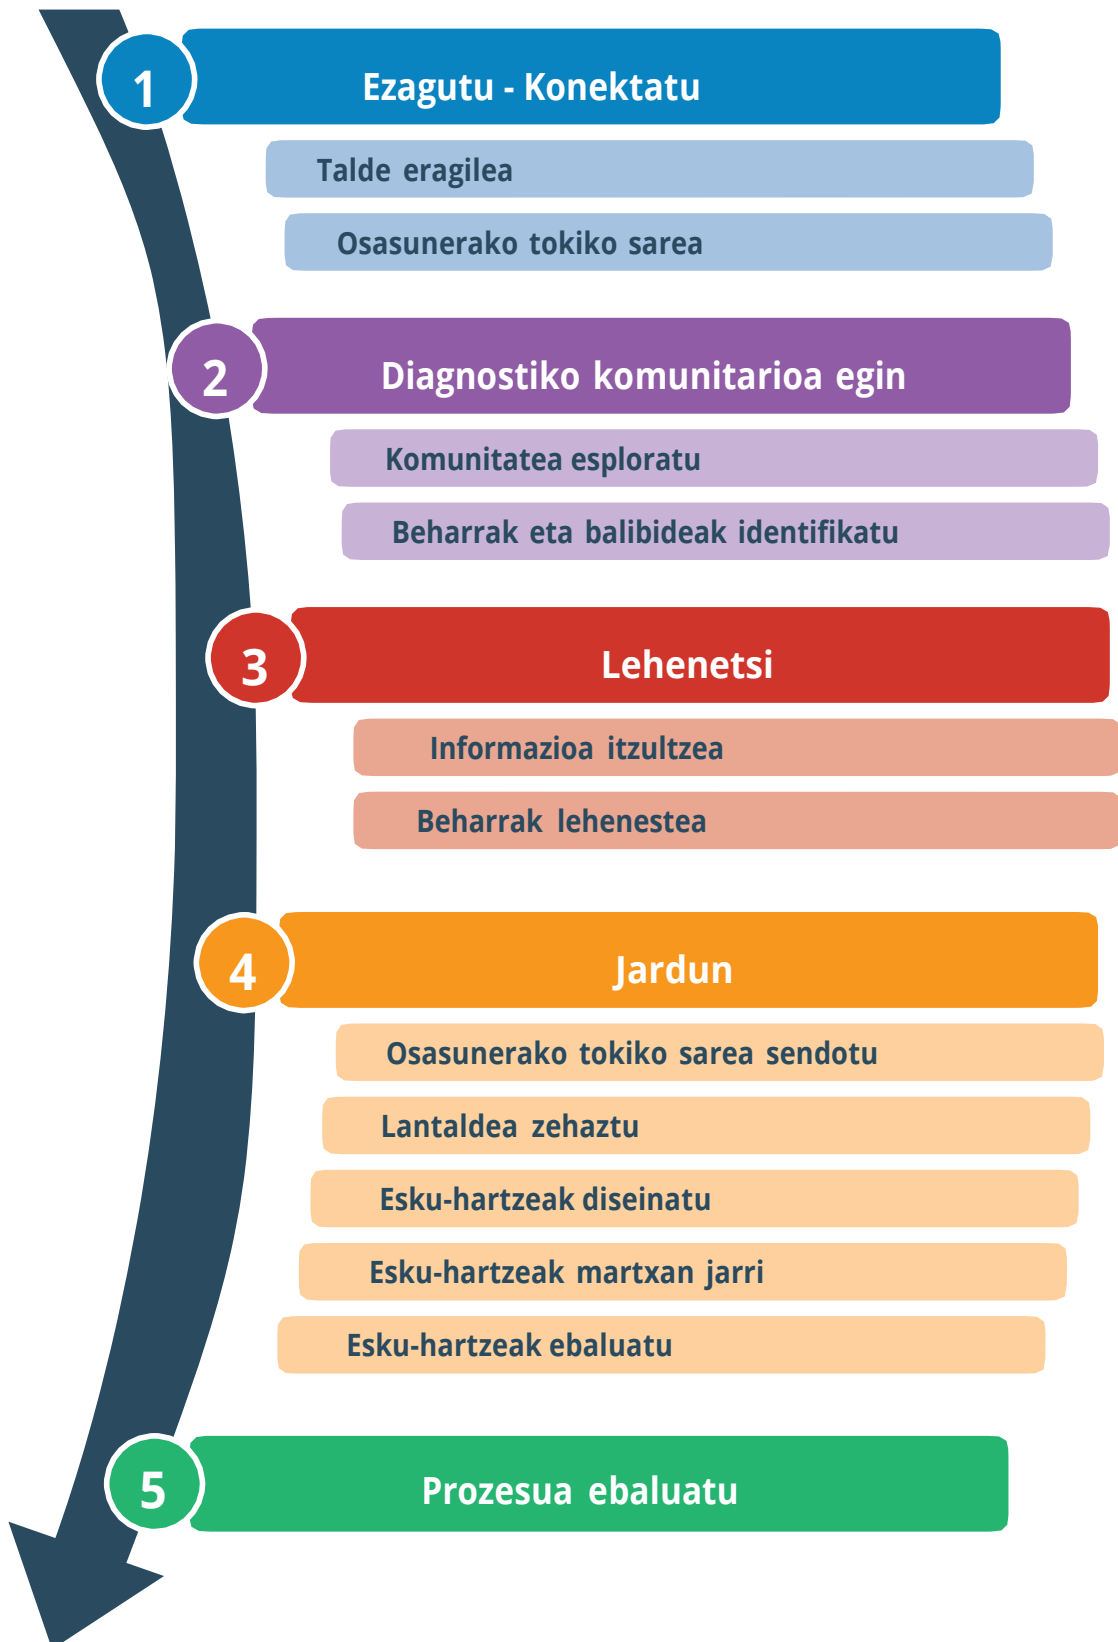 1
Ezagutu - Konektatu
Talde eragilea
Osasunerako tokiko sarea
2
Diagnostiko komunitarioa egin
Komunitatea esploratu
Beharrak eta balibideak identifikatu
3
Lehenetsi
Informazioa itzultzea
Beharrak lehenestea
4
Jardun
Osasunerako tokiko sarea sendotu
Lantaldea zehaztu
Esku-hartzeak diseinatu
Esku-hartzeak martxan jarri
Esku-hartzeak ebaluatu
5
Prozesua ebaluatu